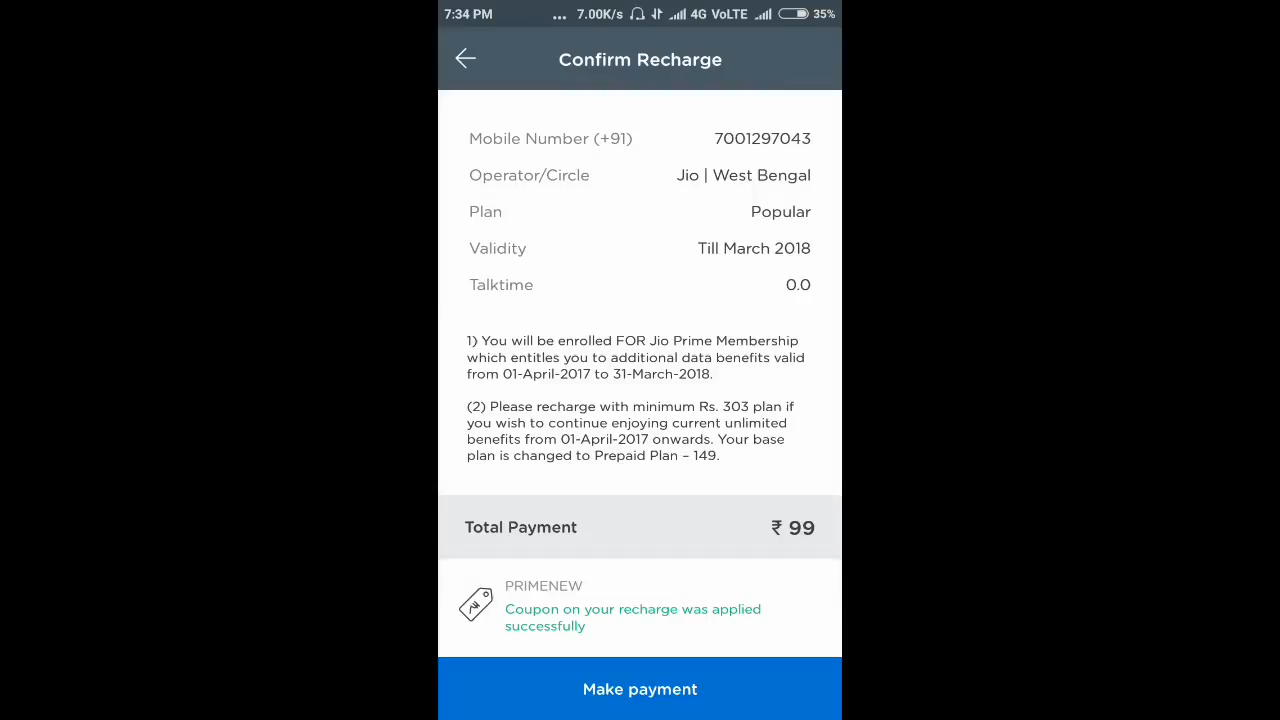 7:34 PM ... 7.00K/s 4G VoLTE 35%
Confirm Recharge
Mobile Number (+91) 7001297043
Operator/Circle Jio | West Bengal
Plan Popular
Validity Till March 2018
Talktime 0.0
1) You will be enrolled FOR Jio Prime Membership
which entitles you to additional data benefits valid
from 01-April-2017 to 31-March-2018.
(2) Please recharge with minimum Rs. 303 plan if
you wish to continue enjoying current unlimited
benefits from 01-April-2017 onwards. Your base
plan is changed to Prepaid Plan – 149.
Total Payment ₹ 99
PRIMENEW
Coupon on your recharge was applied
successfully
Make payment